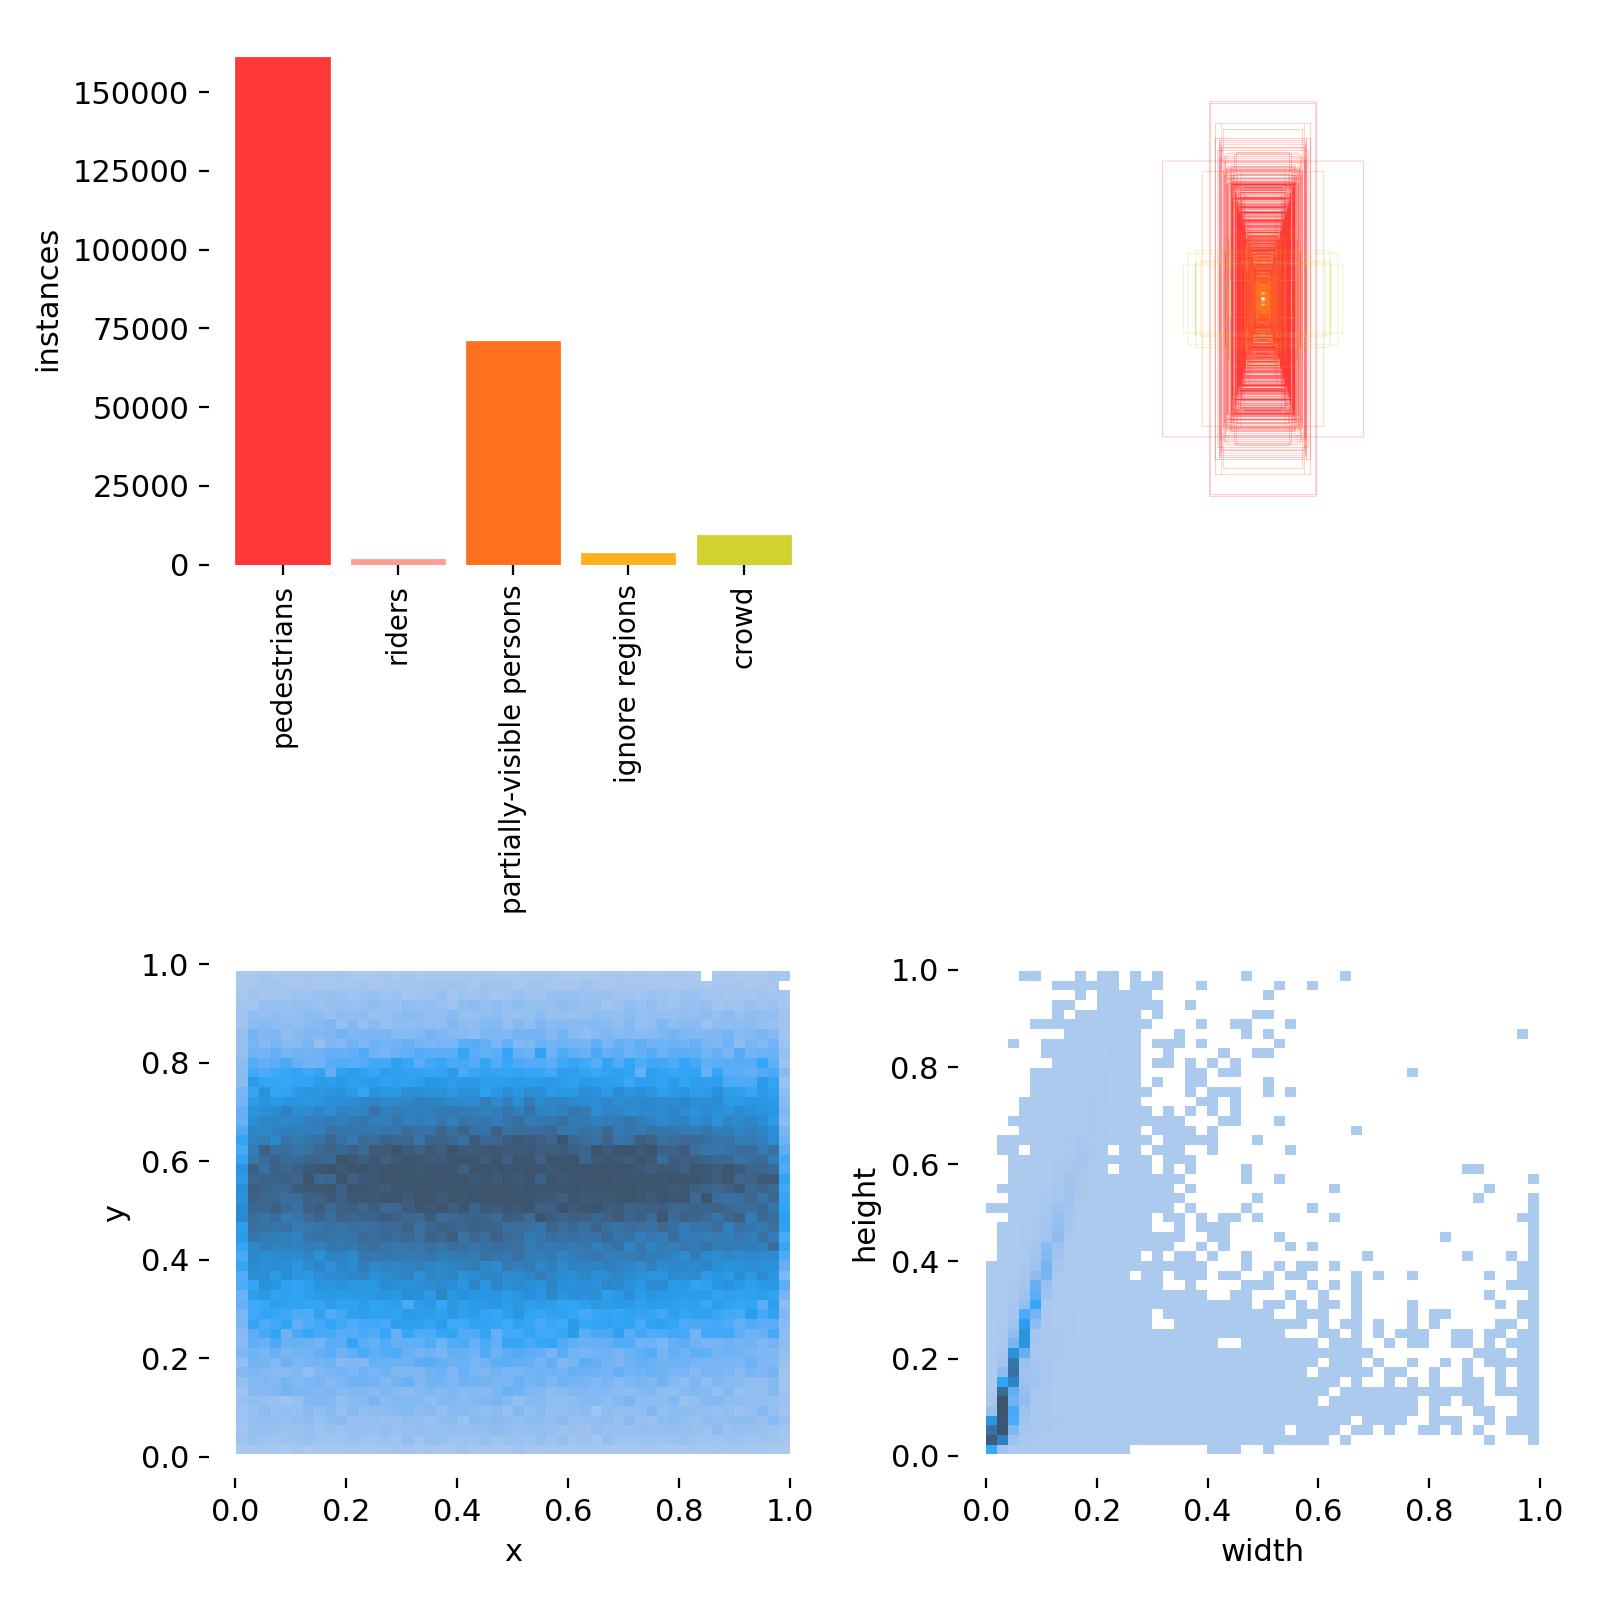 150000
125000
100000
75000
50000
25000
0
instances
pedestrians
riders
partially-visible persons
ignore regions
crowd
1.0
0.8
0.6
0.4
0.2
0.0
y
0.0 0.2 0.4 0.6 0.8 1.0
x
1.0
0.8
0.6
0.4
0.2
0.0
height
0.0 0.2 0.4 0.6 0.8 1.0
width